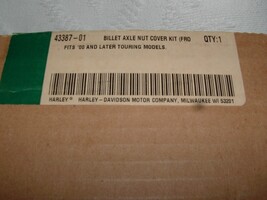 43387-01 BILLET AXLE NUT COVER KIT (FRO QTY:1
FITS '00 AND LATER TOURING MODELS.
HARLEY® HARLEY-DAVIDSON MOTOR COMPANY, MILWAUKEE WI 53201